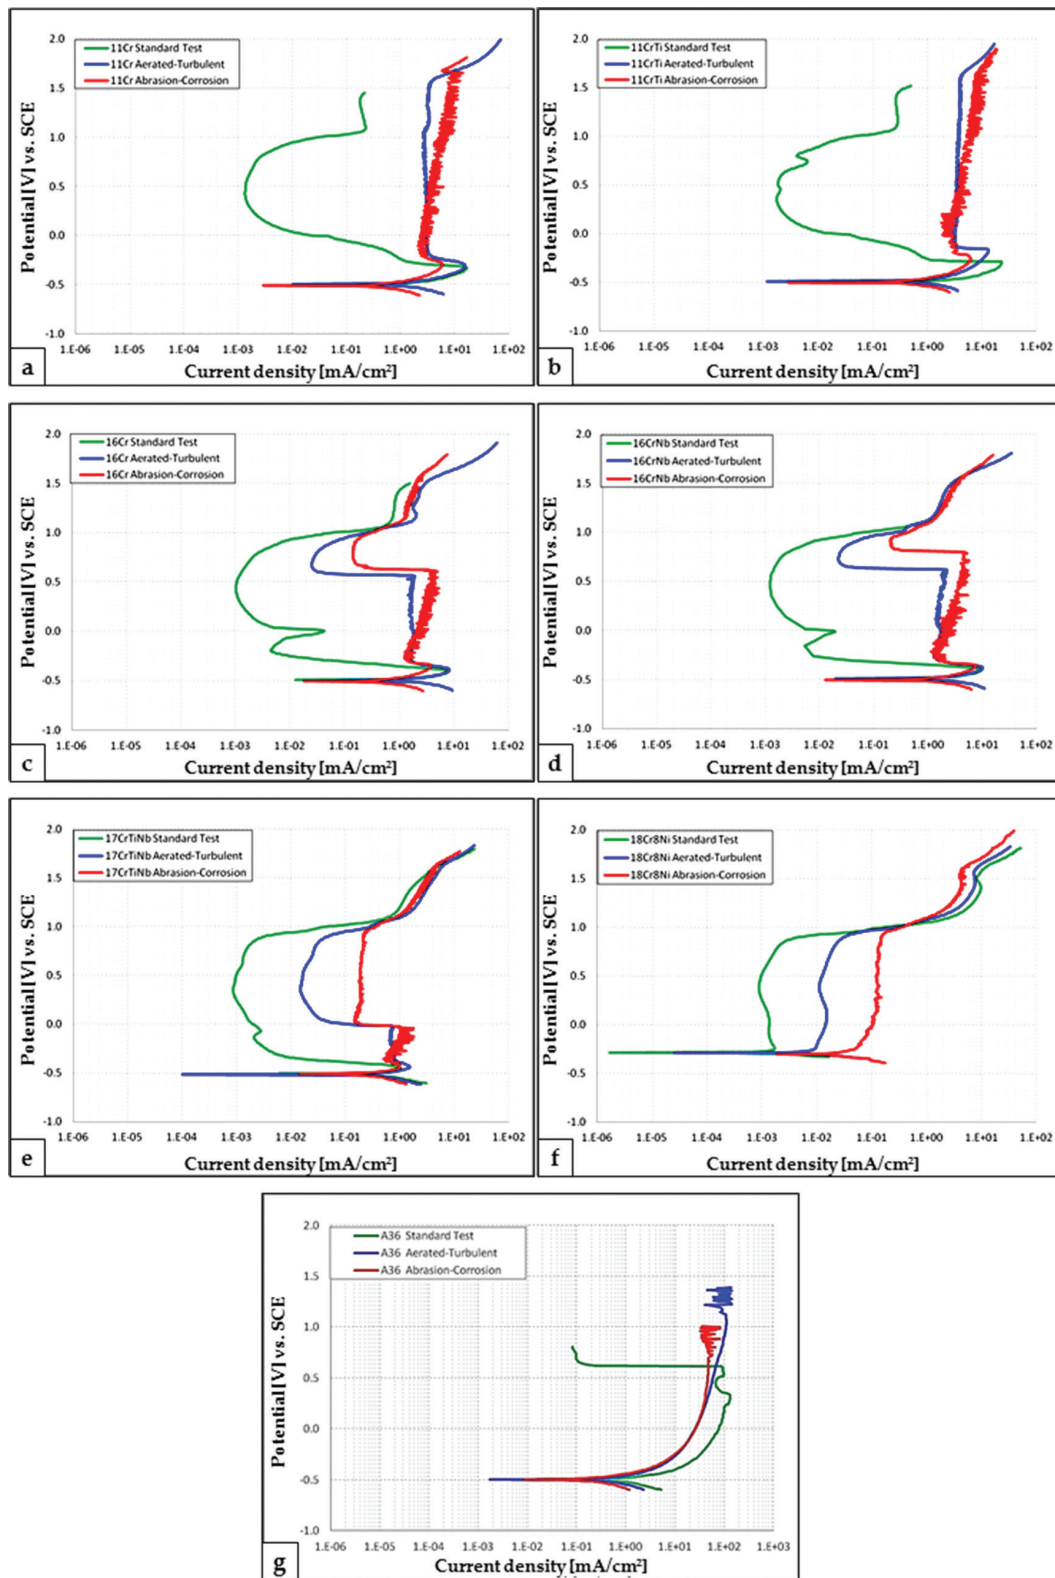 11Cr Standard Test
11Cr Aerated-Turbulent
11Cr Abrasion-Corrosion
Potential[V] vs. SCE
2.0
1.5
1.0
0.5
0.0
-0.5
-1.0
1.E-06 1.E-05 1.E-04 1.E-03 1.E-02 1.E-01 1.E+00 1.E+01 1.E+02
Current density [mA/cm²]
a
11CrTi Standard Test
11CrTi Aerated-Turbulent
11CrTi Abrasion-Corrosion
Potential[V] vs. SCE
2.0
1.5
1.0
0.5
0.0
-0.5
-1.0
1.E-06 1.E-05 1.E-04 1.E-03 1.E-02 1.E-01 1.E+00 1.E+01 1.E+02
Current density [mA/cm²]
b
16Cr Standard Test
16Cr Aerated-Turbulent
16Cr Abrasion-Corrosion
Potential[V] vs. SCE
2.0
1.5
1.0
0.5
0.0
-0.5
-1.0
1.E-06 1.E-05 1.E-04 1.E-03 1.E-02 1.E-01 1.E+00 1.E+01 1.E+02
Current density [mA/cm²]
c
16CrNb Standard Test
16CrNb Aerated-Turbulent
16CrNb Abrasion-Corrosion
Potential[V] vs. SCE
2.0
1.5
1.0
0.5
0.0
-0.5
-1.0
1.E-06 1.E-05 1.E-04 1.E-03 1.E-02 1.E-01 1.E+00 1.E+01 1.E+02
Current density [mA/cm²]
d
17CrTiNb Standard Test
17CrTiNb Aerated-Turbulent
17CrTiNb Abrasion-Corrosion
Potential[V] vs. SCE
2.0
1.5
1.0
0.5
0.0
-0.5
-1.0
1.E-06 1.E-05 1.E-04 1.E-03 1.E-02 1.E-01 1.E+00 1.E+01 1.E+02
Current density [mA/cm²]
e
18Cr8Ni Standard Test
18Cr8Ni Aerated-Turbulent
18Cr8Ni Abrasion-Corrosion
Potential[V] vs. SCE
2.0
1.5
1.0
0.5
0.0
-0.5
-1.0
1.E-06 1.E-05 1.E-04 1.E-03 1.E-02 1.E-01 1.E+00 1.E+01 1.E+02
Current density [mA/cm²]
f
A36 Standard Test
A36 Aerated-Turbulent
A36 Abrasion-Corrosion
Potential[V] vs. SCE
2.0
1.5
1.0
0.5
0.0
-0.5
-1.0
1.E-06 1.E-05 1.E-04 1.E-03 1.E-02 1.E-01 1.E+00 1.E+01 1.E+02 1.E+03
Current density [mA/cm²]
g